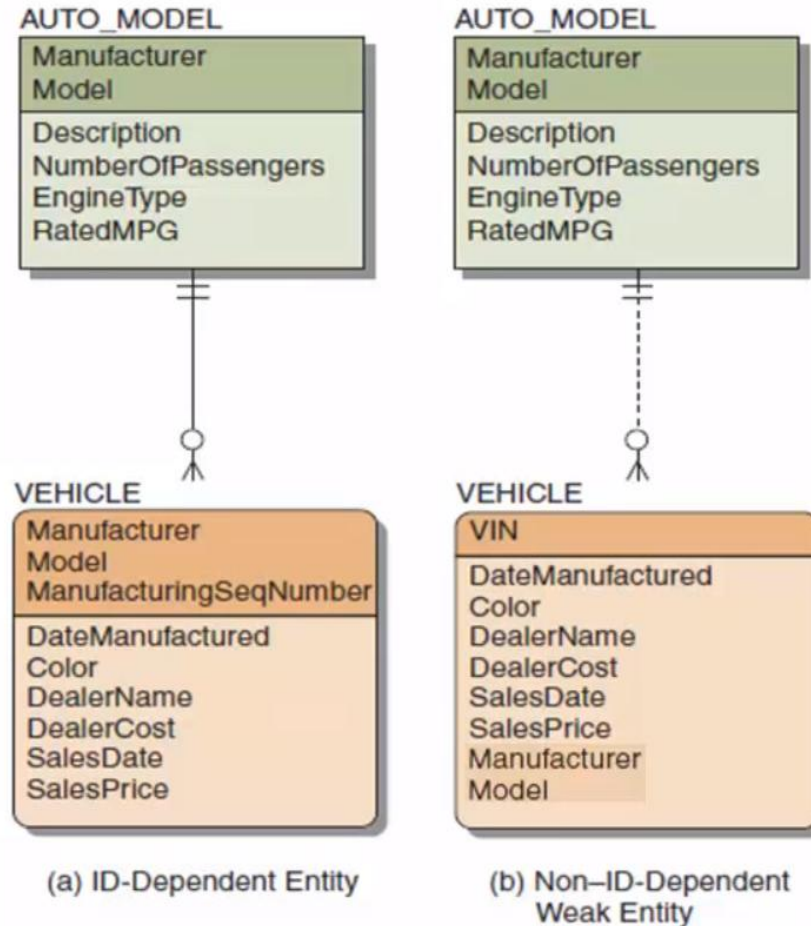 AUTO_MODEL
Manufacturer
Model
Description
NumberOfPassengers
EngineType
RatedMPG
VEHICLE
Manufacturer
Model
ManufacturingSeqNumber
DateManufactured
Color
DealerName
DealerCost
SalesDate
SalesPrice
(a) ID-Dependent Entity
AUTO_MODEL
Manufacturer
Model
Description
NumberOfPassengers
EngineType
RatedMPG
VEHICLE
VIN
DateManufactured
Color
DealerName
DealerCost
SalesDate
SalesPrice
Manufacturer
Model
(b) Non–ID-Dependent
Weak Entity